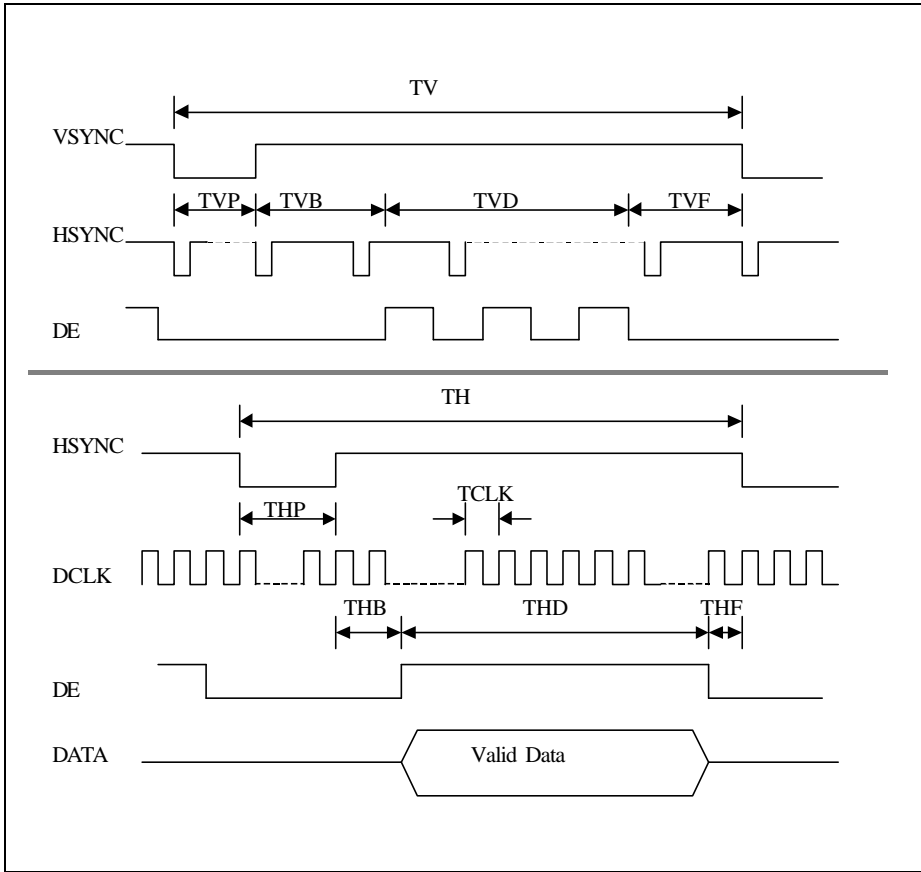 TV
VSYNC
TVP TVB TVD TVF
HSYNC
DE
TH
HSYNC
THP TCLK
DCLK
THB THD THF
DE
DATA Valid Data